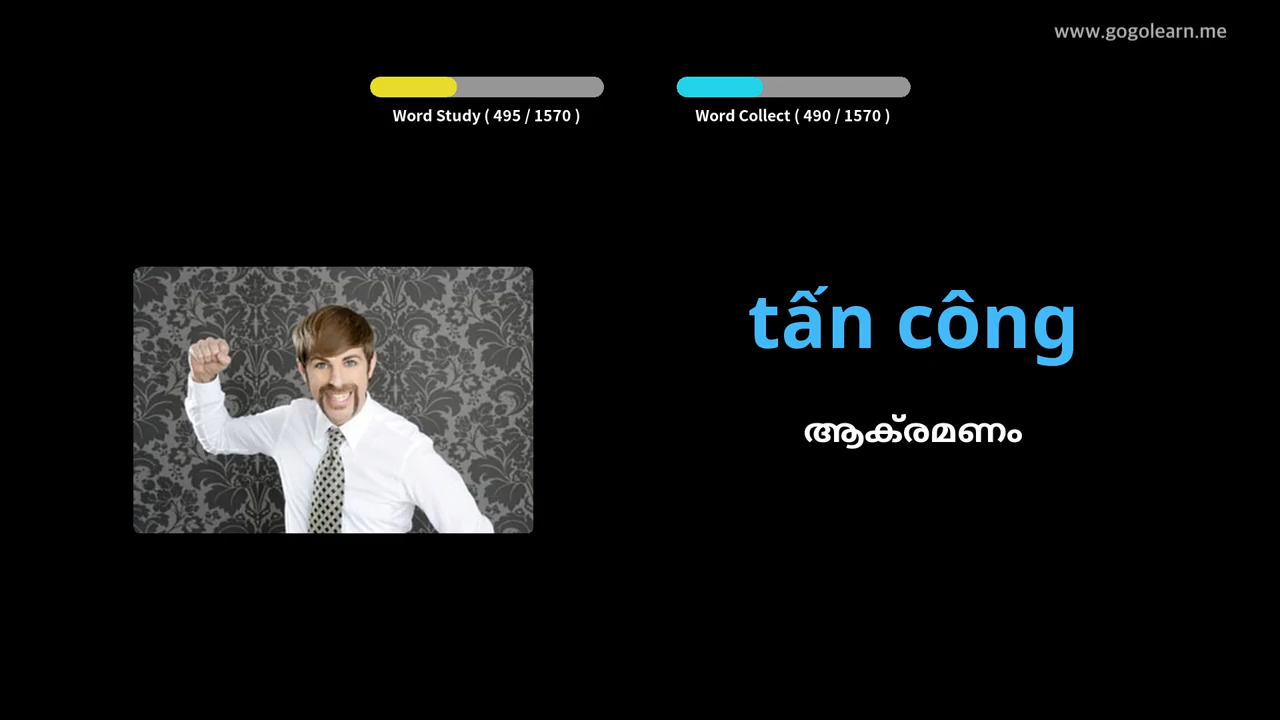 www.gogolearn.me
Word Study ( 495 / 1570 )
Word Collect ( 490 / 1570 )
tấn công
ആക്രമണം